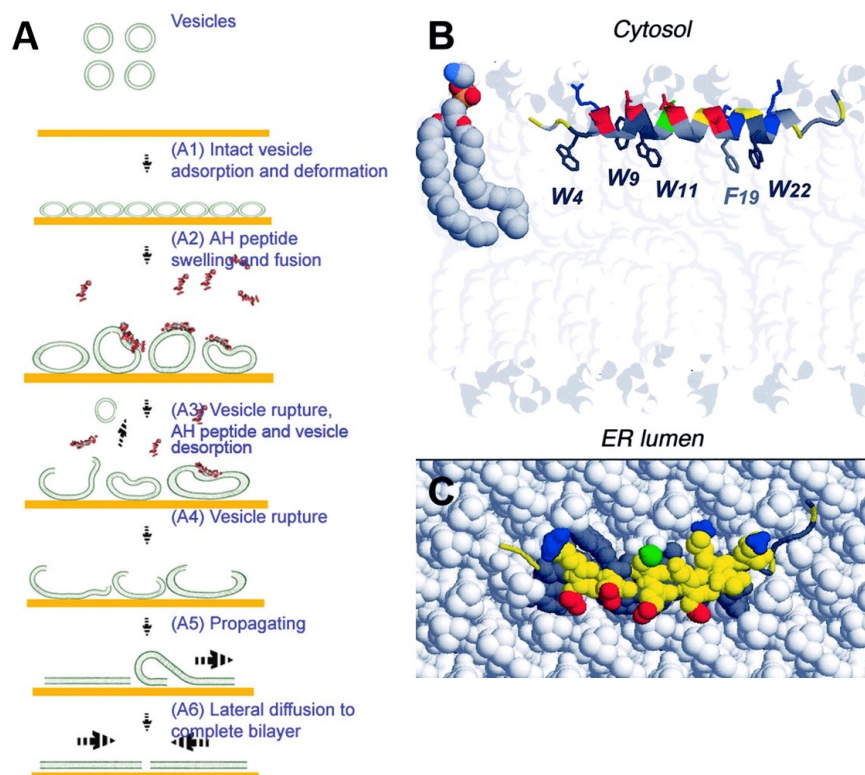 A
Vesicles
(A1) Intact vesicle
adsorption and deformation
(A2) AH peptide
swelling and fusion
(A3) Vesicle rupture,
AH peptide and vesicle
desorption
(A4) Vesicle rupture
(A5) Propagating
(A6) Lateral diffusion to
complete bilayer
B
Cytosol
W4
W9
W11
F19
W22
ER lumen
C